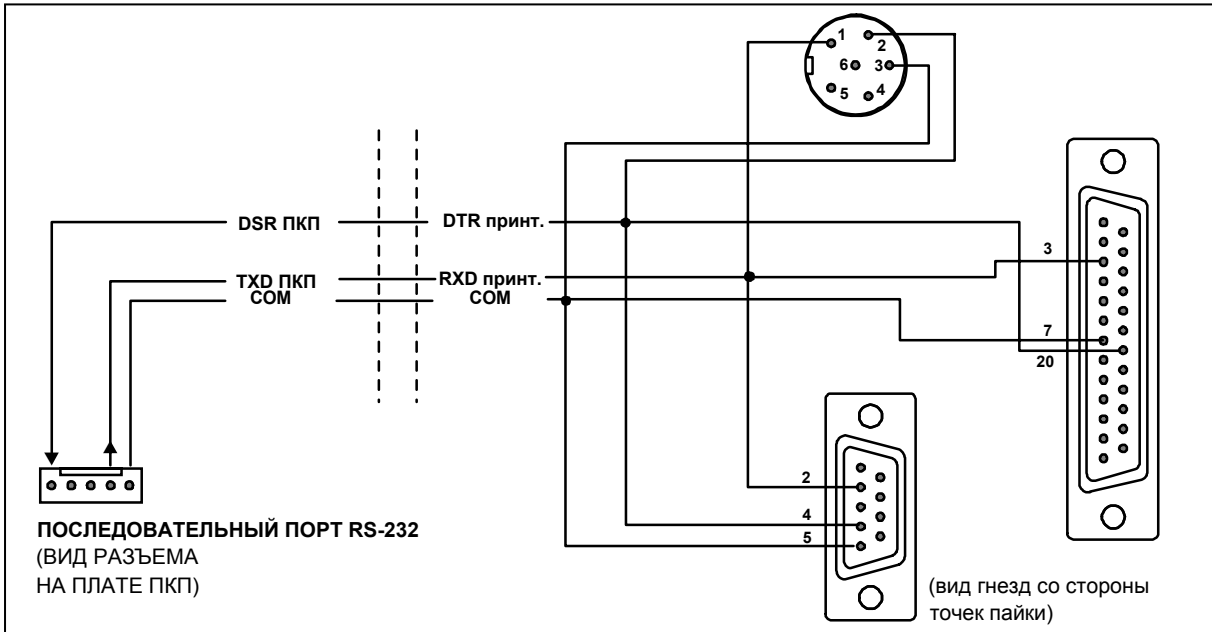 1
2
6
3
5
4
DSR ПКП
DTR принт.
3
TXD ПКП
RXD принт.
COM
COM
7
20
2
4
5
ПОСЛЕДОВАТЕЛЬНЫЙ ПОРТ RS-232
(ВИД РАЗЪЕМА
НА ПЛАТЕ ПКП)
(вид гнезд со стороны
точек пайки)